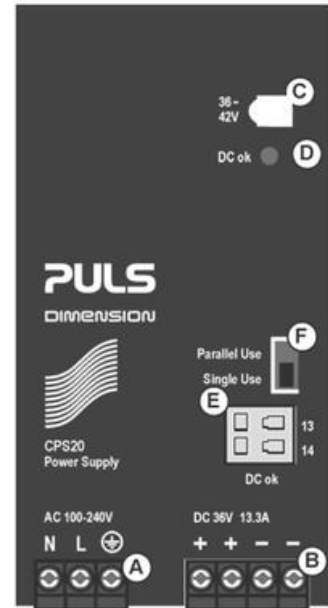 C
36-
42V
DC ok
D
PULS
DIMENSION
F
Parallel Use
Single Use
E
13
14
CPS20
Power Supply
DC ok
AC 100-240V
DC 36V 13.3A
N L
+ + − −
A
B